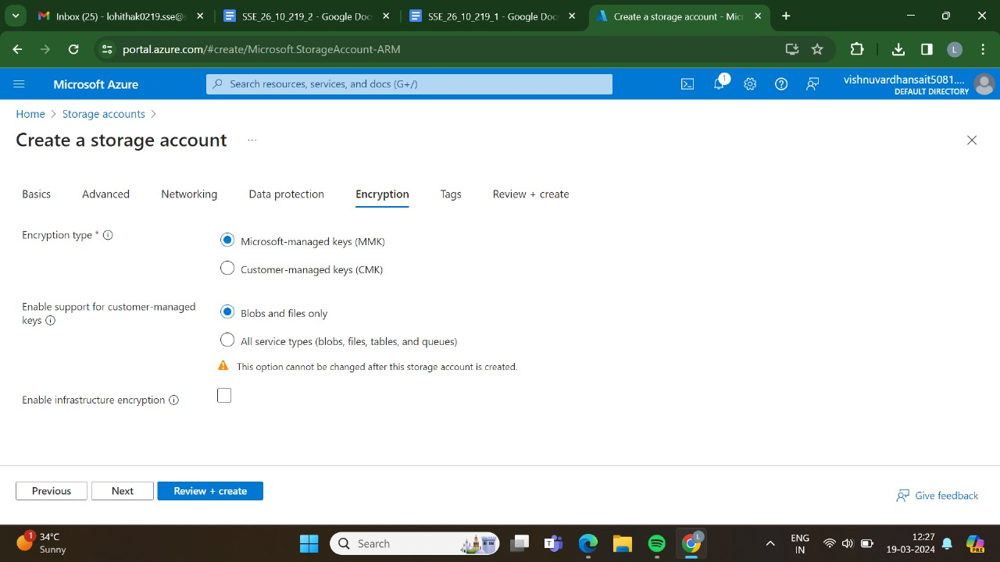 Inbox (25) - lohithak0219.sse@s
SSE_26_10_219_2 - Google Doc
SSE_26_10_219_1 - Google Doc
Create a storage account - Mic
portal.azure.com/#create/Microsoft.StorageAccount-ARM
L
Microsoft Azure
Search resources, services, and docs (G+/)
1
vishnuvardhansait5081....
DEFAULT DIRECTORY
Home > Storage accounts >
Create a storage account ...
Basics Advanced Networking Data protection Encryption Tags Review + create
Encryption type *
Microsoft-managed keys (MMK)
Customer-managed keys (CMK)
Enable support for customer-managed
keys
Blobs and files only
All service types (blobs, files, tables, and queues)
This option cannot be changed after this storage account is created.
Enable infrastructure encryption
Previous Next Review + create
Give feedback
1
34°C
Sunny
Search
L
ENG
IN
12:27
19-03-2024
PRE